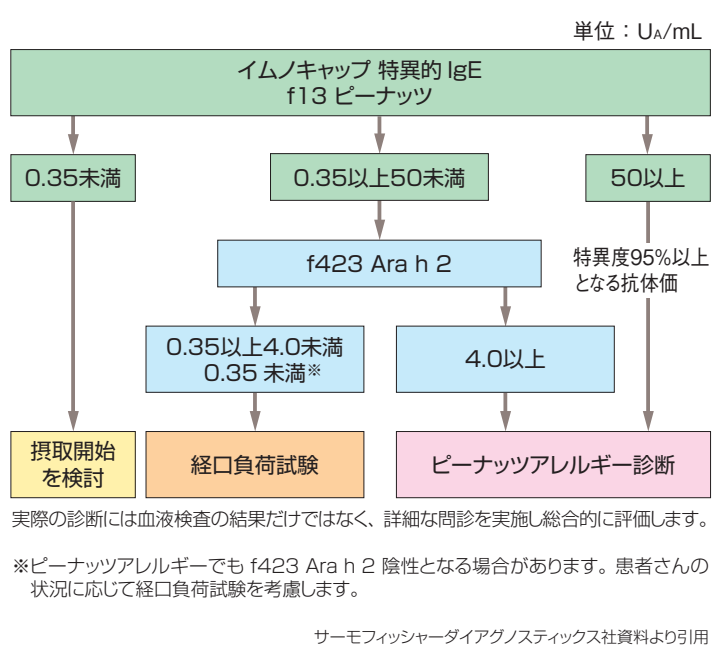 単位：UA/mL
イムノキャップ 特異的 IgE
f13 ピーナッツ
0.35未満
0.35以上50未満
50以上
f423 Ara h 2
特異度95%以上
となる抗体価
0.35以上4.0未満
0.35 未満※
4.0以上
摂取開始
を検討
経口負荷試験
ピーナッツアレルギー診断
実際の診断には血液検査の結果だけではなく、詳細な問診を実施し総合的に評価します。
※ピーナッツアレルギーでも f423 Ara h 2 陰性となる場合があります。患者さんの
状況に応じて経口負荷試験を考慮します。
サーモフィッシャーダイアグノスティックス社資料より引用